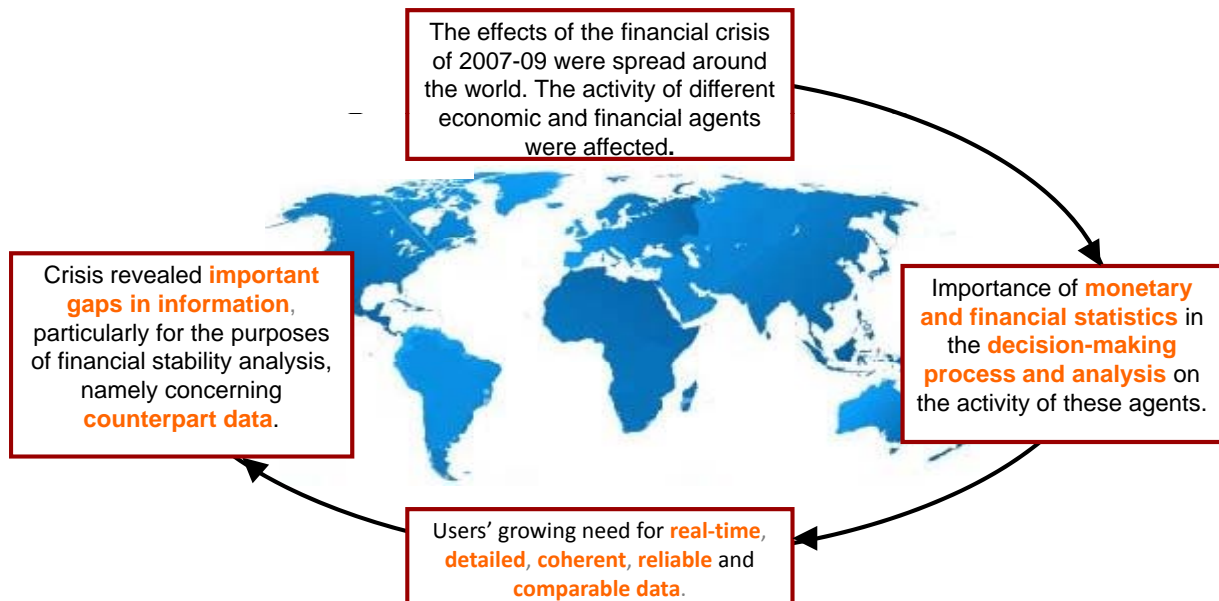 The effects of the financial crisis
of 2007-09 were spread around
the world. The activity of different
economic and financial agents
were affected.
Importance of monetary
and financial statistics in
the decision-making
process and analysis on
the activity of these agents.
Users’ growing need for real-time,
detailed, coherent, reliable and
comparable data.
Crisis revealed important
gaps in information,
particularly for the purposes
of financial stability analysis,
namely concerning
counterpart data.